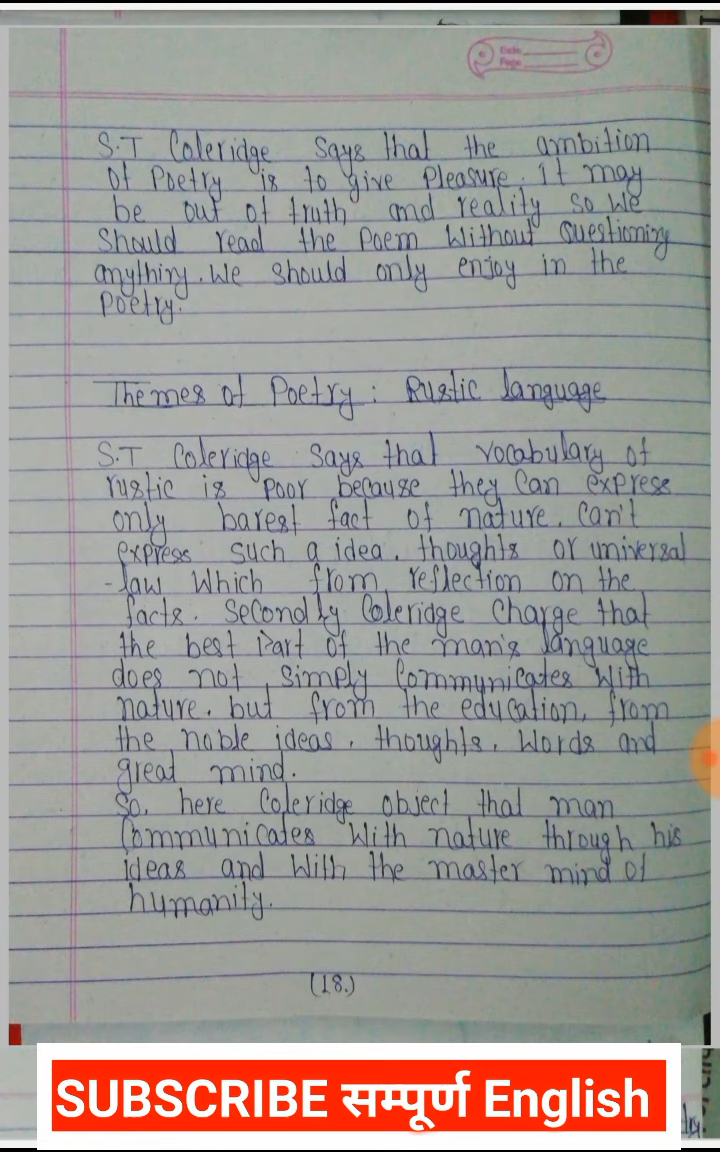 Date
Page
S.T Coleridge says that the ambition
of Poetry is to give pleasure. It may
be out of truth and reality so we
should read the poem without questioning
anything. We should only enjoy in the
poetry.
Themes of Poetry : Rustic language
S.T Coleridge says that vocabulary of
rustic is poor because they can express
only barest fact of nature. can't
express such a idea. thoughts or universal
- law which from reflection on the
facts. Secondly Coleridge charge that
the best part of the man's language
does not simply communicates with
nature. but from the education, from
the noble ideas, thoughts, words and
great mind.
So, here Coleridge object that man
communicates with nature through his
ideas and with the master mind of
humanity.
(18.)
SUBSCRIBE सम्पूर्ण English